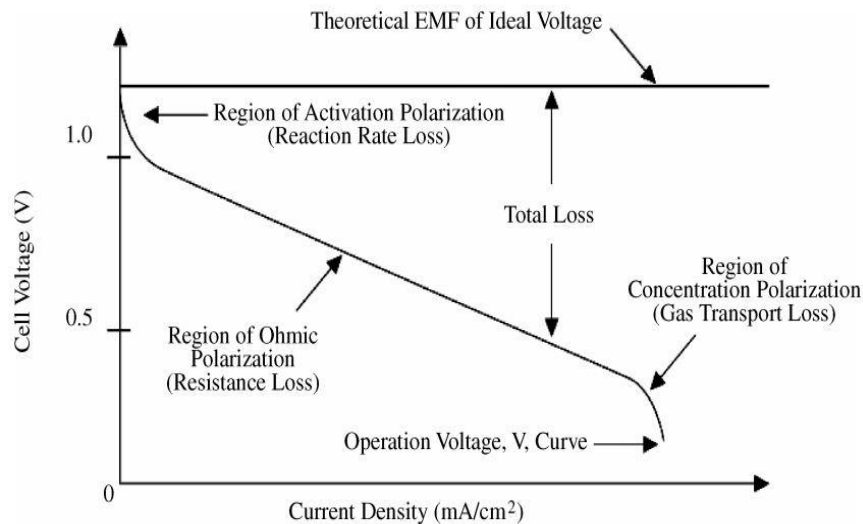 Theoretical EMF of Ideal Voltage
Region of Activation Polarization
(Reaction Rate Loss)
1.0
Cell Voltage (V)
Total Loss
Region of
Concentration Polarization
(Gas Transport Loss)
0.5
Region of Ohmic
Polarization
(Resistance Loss)
Operation Voltage, V, Curve
0
Current Density (mA/cm²)